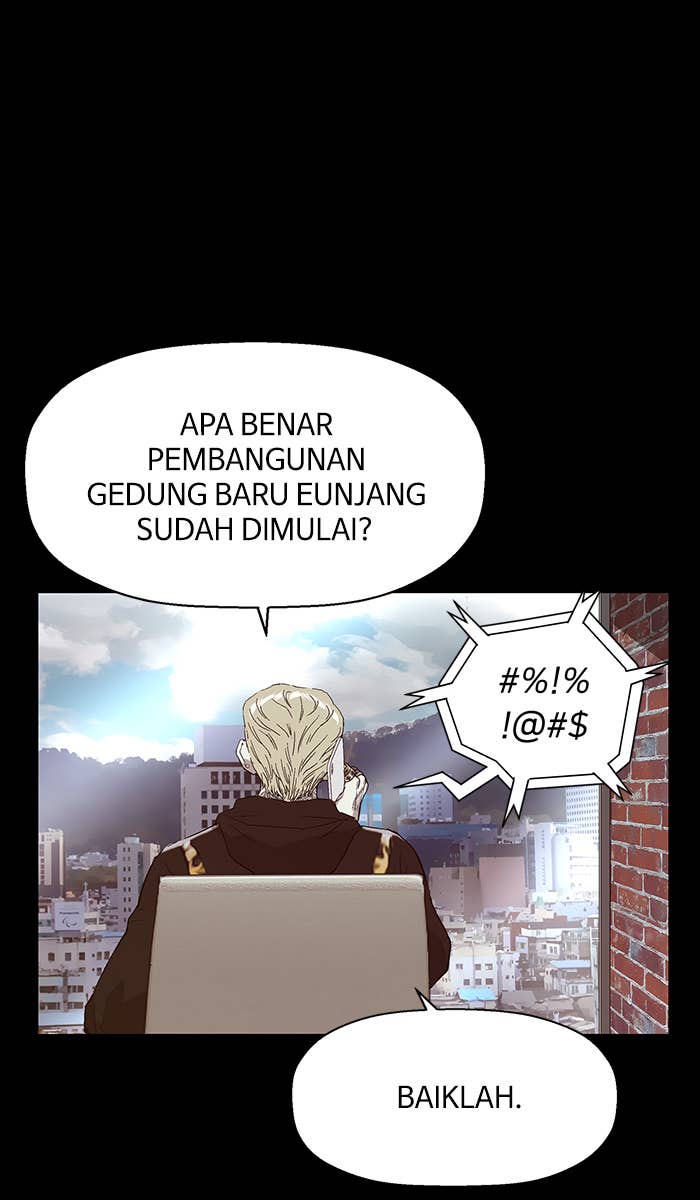 APA BENAR
PEMBANGUNAN
GEDUNG BARU EUNJANG
SUDAH DIMULAI?
#%!%
!@#$
BAIKLAH.